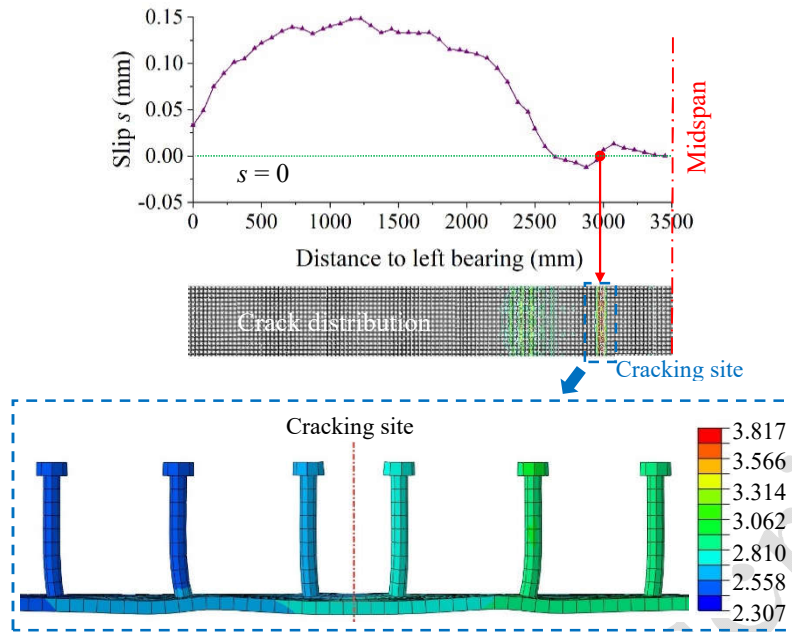 0.15
0.10
0.05
0.00
-0.05
Slip s (mm)
s = 0
Midspan
0 500 1000 1500 2000 2500 3000 3500
Distance to left bearing (mm)
Crack distribution
Cracking site
Cracking site
3.817
3.566
3.314
3.062
2.810
2.558
2.307